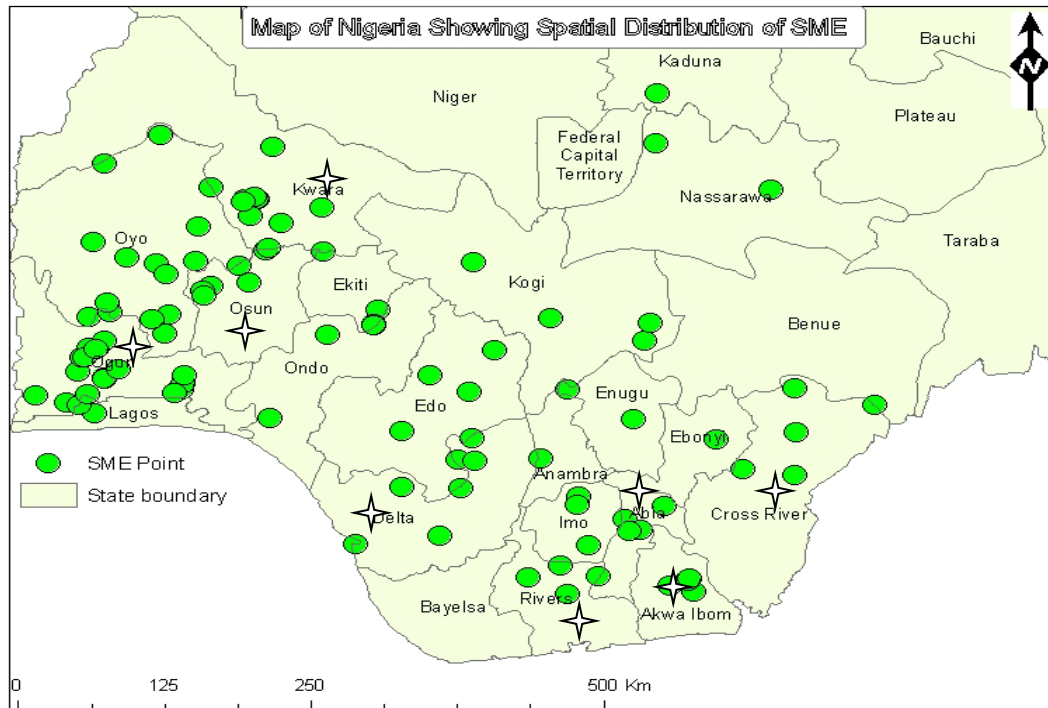 Map of Nigeria Showing Spatial Distribution of SME
N
Bauchi
Kaduna
Niger
Plateau
Federal
Capital
Territory
Nassarawa
Kwara
Oyo
Taraba
Kogi
Ekiti
Osun
Benue
Ogun
Ondo
Enugu
Edo
Lagos
Ebonyi
SME Point
Anambra
State boundary
Delta
Imo
Abia
Cross River
Bayelsa
Rivers
Akwa Ibom
0 125 250 500 Km